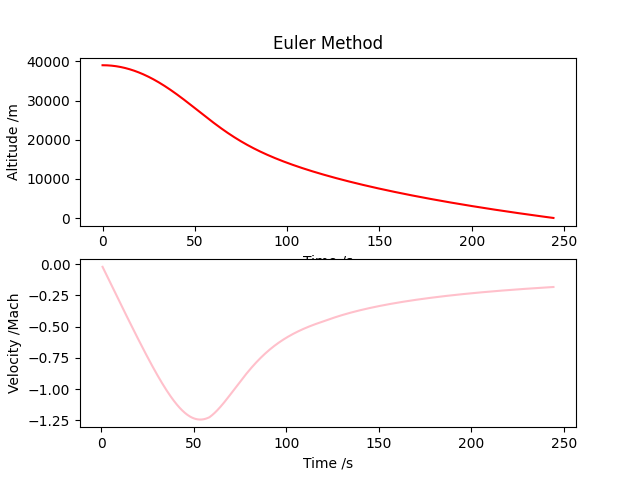 Euler Method
Altitude /m
40000
30000
20000
10000
0
0 50 100 150 200 250
Time /s
Velocity /Mach
0.00
−0.25
−0.50
−0.75
−1.00
−1.25
0 50 100 150 200 250
Time /s